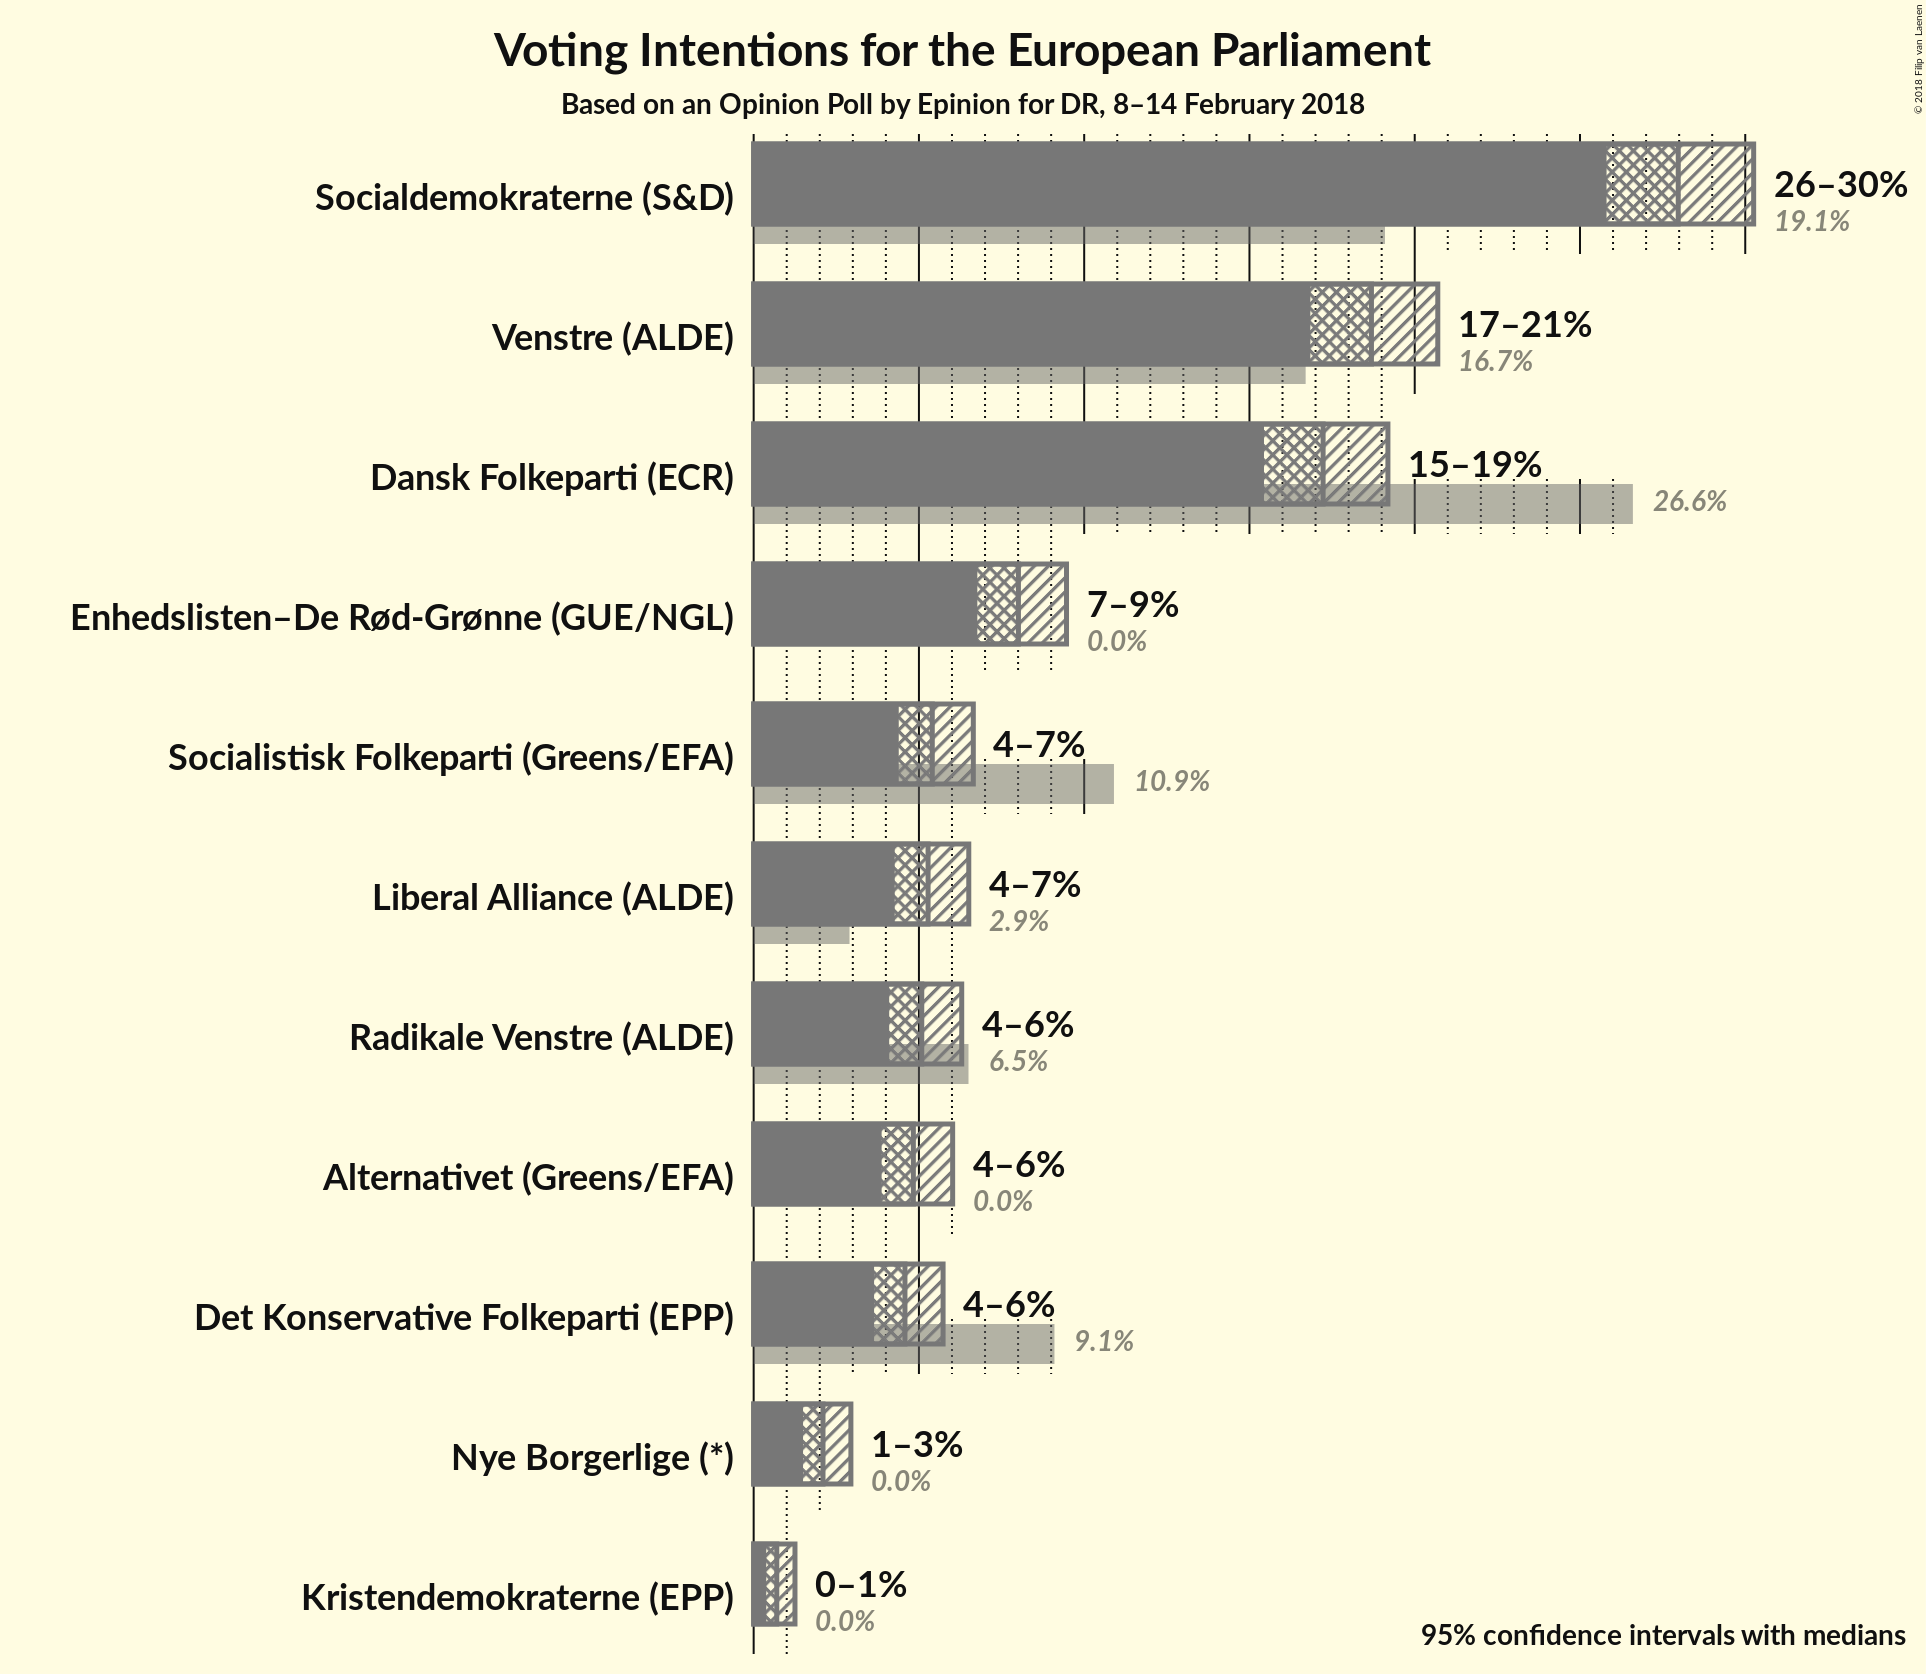 Voting Intentions for the European Parliament
Based on an Opinion Poll by Epinion for DR, 8–14 February 2018
© 2018 Filip van Laenen
Socialdemokraterne (S&D)
26–30%
19.1%
Venstre (ALDE)
17–21%
16.7%
Dansk Folkeparti (ECR)
15–19%
26.6%
Enhedslisten–De Rød-Grønne (GUE/NGL)
7–9%
0.0%
Socialistisk Folkeparti (Greens/EFA)
4–7%
10.9%
Liberal Alliance (ALDE)
4–7%
2.9%
Radikale Venstre (ALDE)
4–6%
6.5%
Alternativet (Greens/EFA)
4–6%
0.0%
Det Konservative Folkeparti (EPP)
4–6%
9.1%
Nye Borgerlige (*)
1–3%
0.0%
Kristendemokraterne (EPP)
0–1%
0.0%
95% confidence intervals with medians